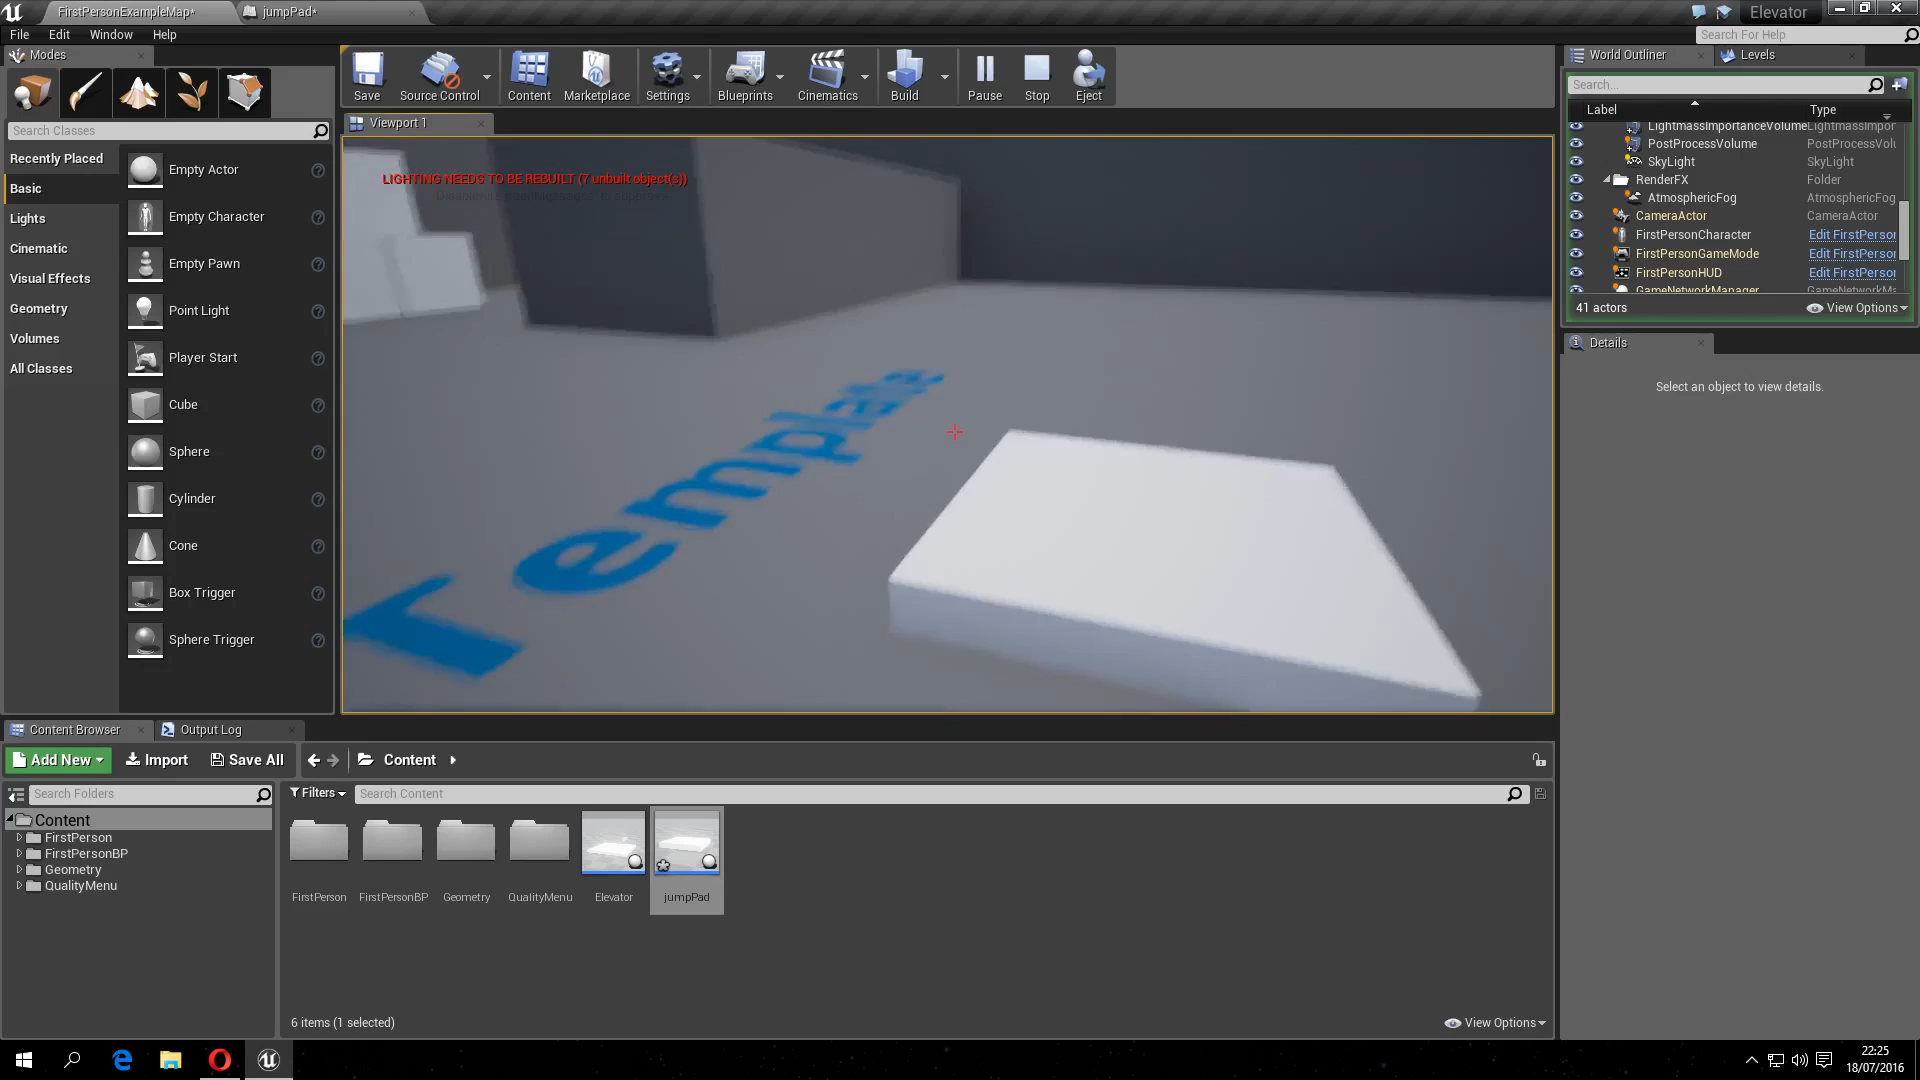 FirstPersonExampleMap*
jumpPad*
Elevator
File Edit Window Help
Search For Help
Modes
Save
Source Control
Content
Marketplace
Settings
Blueprints
Cinematics
Build
Pause
Stop
Eject
World Outliner
Levels
Search...
Label Type
LightmassImportanceVolume LightmassImpor
PostProcessVolume PostProcessVolu
SkyLight SkyLight
RenderFX Folder
AtmosphericFog AtmosphericFog
CameraActor CameraActor
FirstPersonCharacter Edit FirstPerson
FirstPersonGameMode Edit FirstPerson
FirstPersonHUD Edit FirstPerson
GameNetworkManager GameNetworkMa
41 actors
View Options
Search Classes
Recently Placed
Basic
Lights
Cinematic
Visual Effects
Geometry
Volumes
All Classes
Empty Actor
Empty Character
Empty Pawn
Point Light
Player Start
Cube
Sphere
Cylinder
Cone
Box Trigger
Sphere Trigger
Viewport 1
LIGHTING NEEDS TO BE REBUILT (7 unbuilt object(s))
Template
Details
Select an object to view details.
Content Browser
Output Log
Add New
Import
Save All
Content
Search Folders
Filters
Search Content
Content
FirstPerson
FirstPersonBP
Geometry
QualityMenu
FirstPerson
FirstPersonBP
Geometry
QualityMenu
Elevator
jumpPad
6 items (1 selected)
View Options
22:25
18/07/2016